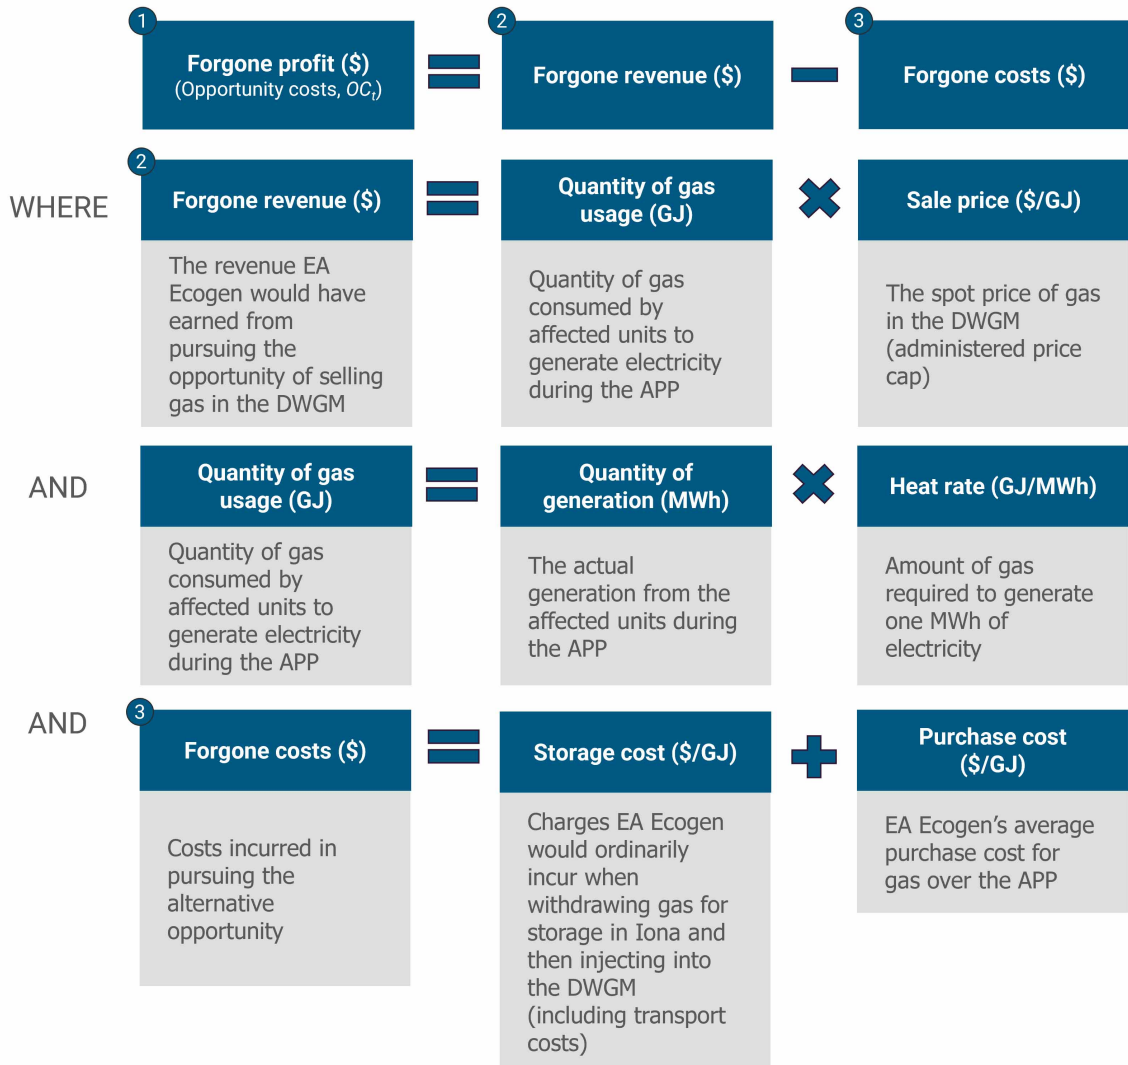 1
Forgone profit ($)
(Opportunity costs, OCt)
2
Forgone revenue ($)
3
Forgone costs ($)
WHERE
2
Forgone revenue ($)
Quantity of gas
usage (GJ)
Sale price ($/GJ)
The revenue EA
Ecogen would have
earned from
pursuing the
opportunity of selling
gas in the DWGM
Quantity of gas
consumed by
affected units to
generate electricity
during the APP
The spot price of gas
in the DWGM
(administered price
cap)
AND
Quantity of gas
usage (GJ)
Quantity of
generation (MWh)
Heat rate (GJ/MWh)
Quantity of gas
consumed by
affected units to
generate electricity
during the APP
The actual
generation from the
affected units during
the APP
Amount of gas
required to generate
one MWh of
electricity
AND
3
Forgone costs ($)
Storage cost ($/GJ)
Purchase cost
($/GJ)
Costs incurred in
pursuing the
alternative
opportunity
Charges EA Ecogen
would ordinarily
incur when
withdrawing gas for
storage in Iona and
then injecting into
the DWGM
(including transport
costs)
EA Ecogen’s average
purchase cost for
gas over the APP